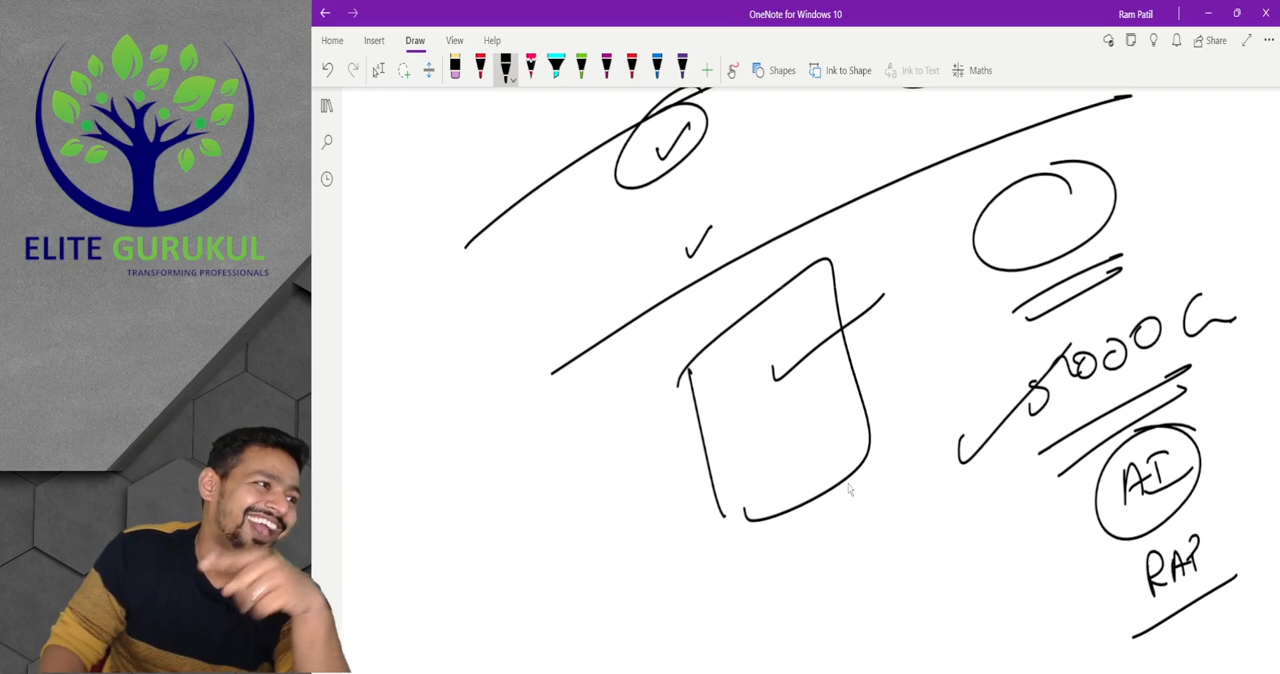 OneNote for Windows 10
Ram Patil
Home Insert Draw View Help
Share
Shapes
Ink to Shape
Ink to Text
Maths
ELITE GURUKUL
TRANSFORMING PROFESSIONALS
AI